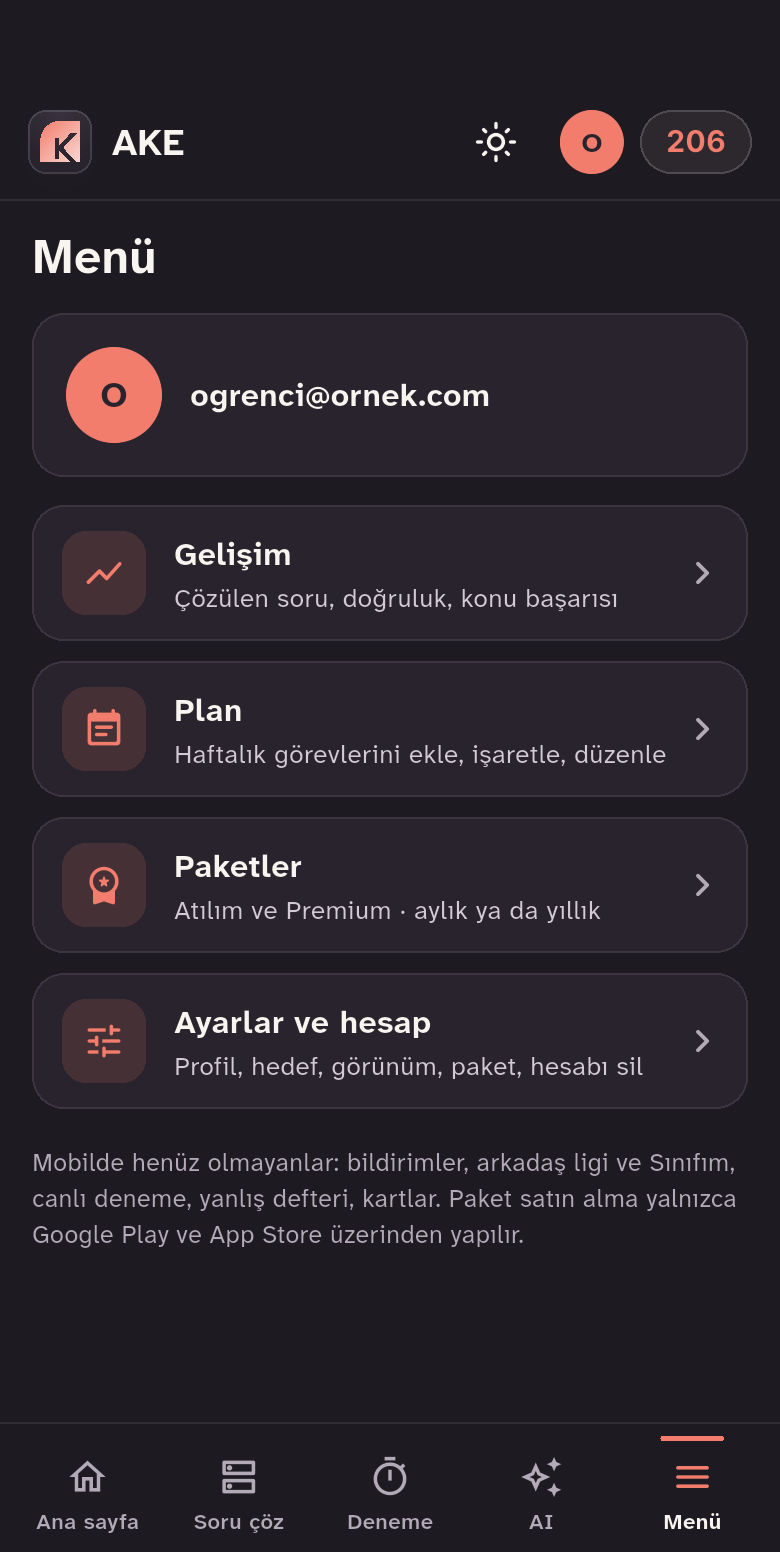 K
AKE
O
206
Menü
O
ogrenci@ornek.com
Gelişim
Çözülen soru, doğruluk, konu başarısı
Plan
Haftalık görevlerini ekle, işaretle, düzenle
Paketler
Atılım ve Premium · aylık ya da yıllık
Ayarlar ve hesap
Profil, hedef, görünüm, paket, hesabı sil
Mobilde henüz olmayanlar: bildirimler, arkadaş ligi ve Sınıfım,
canlı deneme, yanlış defteri, kartlar. Paket satın alma yalnızca
Google Play ve App Store üzerinden yapılır.
Ana sayfa
Soru çöz
Deneme
AI
Menü